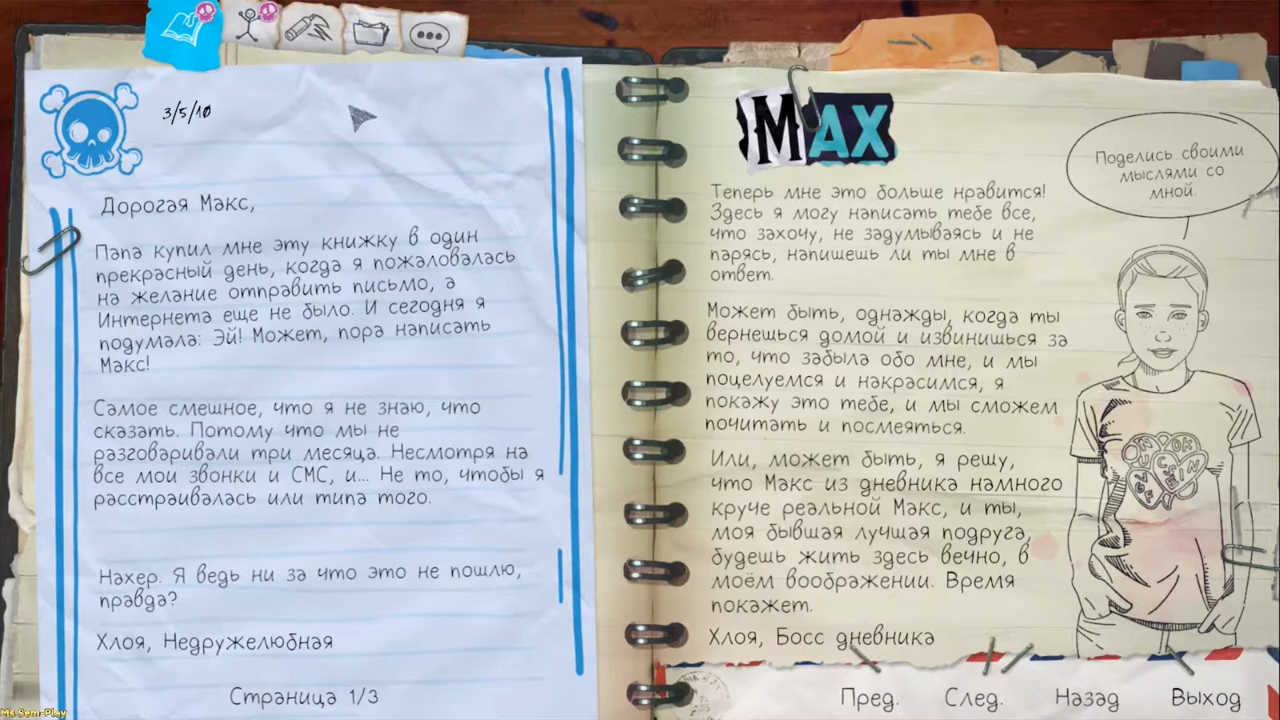 3/5/10
Дорогая Макс,
Папа купил мне эту книжку в один
прекрасный день, когда я пожаловалась
на желание отправить письмо, а
Интернета еще не было. И сегодня я
подумала: Эй! Может, пора написать
Макс!
Самое смешное, что я не знаю, что
сказать. Потому что мы не
разговаривали три месяца. Несмотря на
все мои звонки и СМС, и... Не то, чтобы я
расстраивалась или типа того.
Нахер. Я ведь ни за что это не пошлю,
правда?
Хлоя, Недружелюбная
Страница 1/3
MAX
Поделись своими
мыслями со
мной.
Теперь мне это больше нравится!
Здесь я могу написать тебе все,
что захочу, не задумываясь и не
парясь, напишешь ли ты мне в
ответ.
Может быть, однажды, когда ты
вернешься домой и извинишься за
то, что забыла обо мне, и мы
поцелуемся и накрасимся, я
покажу это тебе, и мы сможем
почитать и посмеяться.
Или, может быть, я решу,
что Макс из дневника намного
круче реальной Макс, и ты,
моя бывшая лучшая подруга,
будешь жить здесь вечно, в
моём воображении. Время
покажет.
Хлоя, Босс дневника
Пред. След. Назад Выход
Ms.Sem-Play